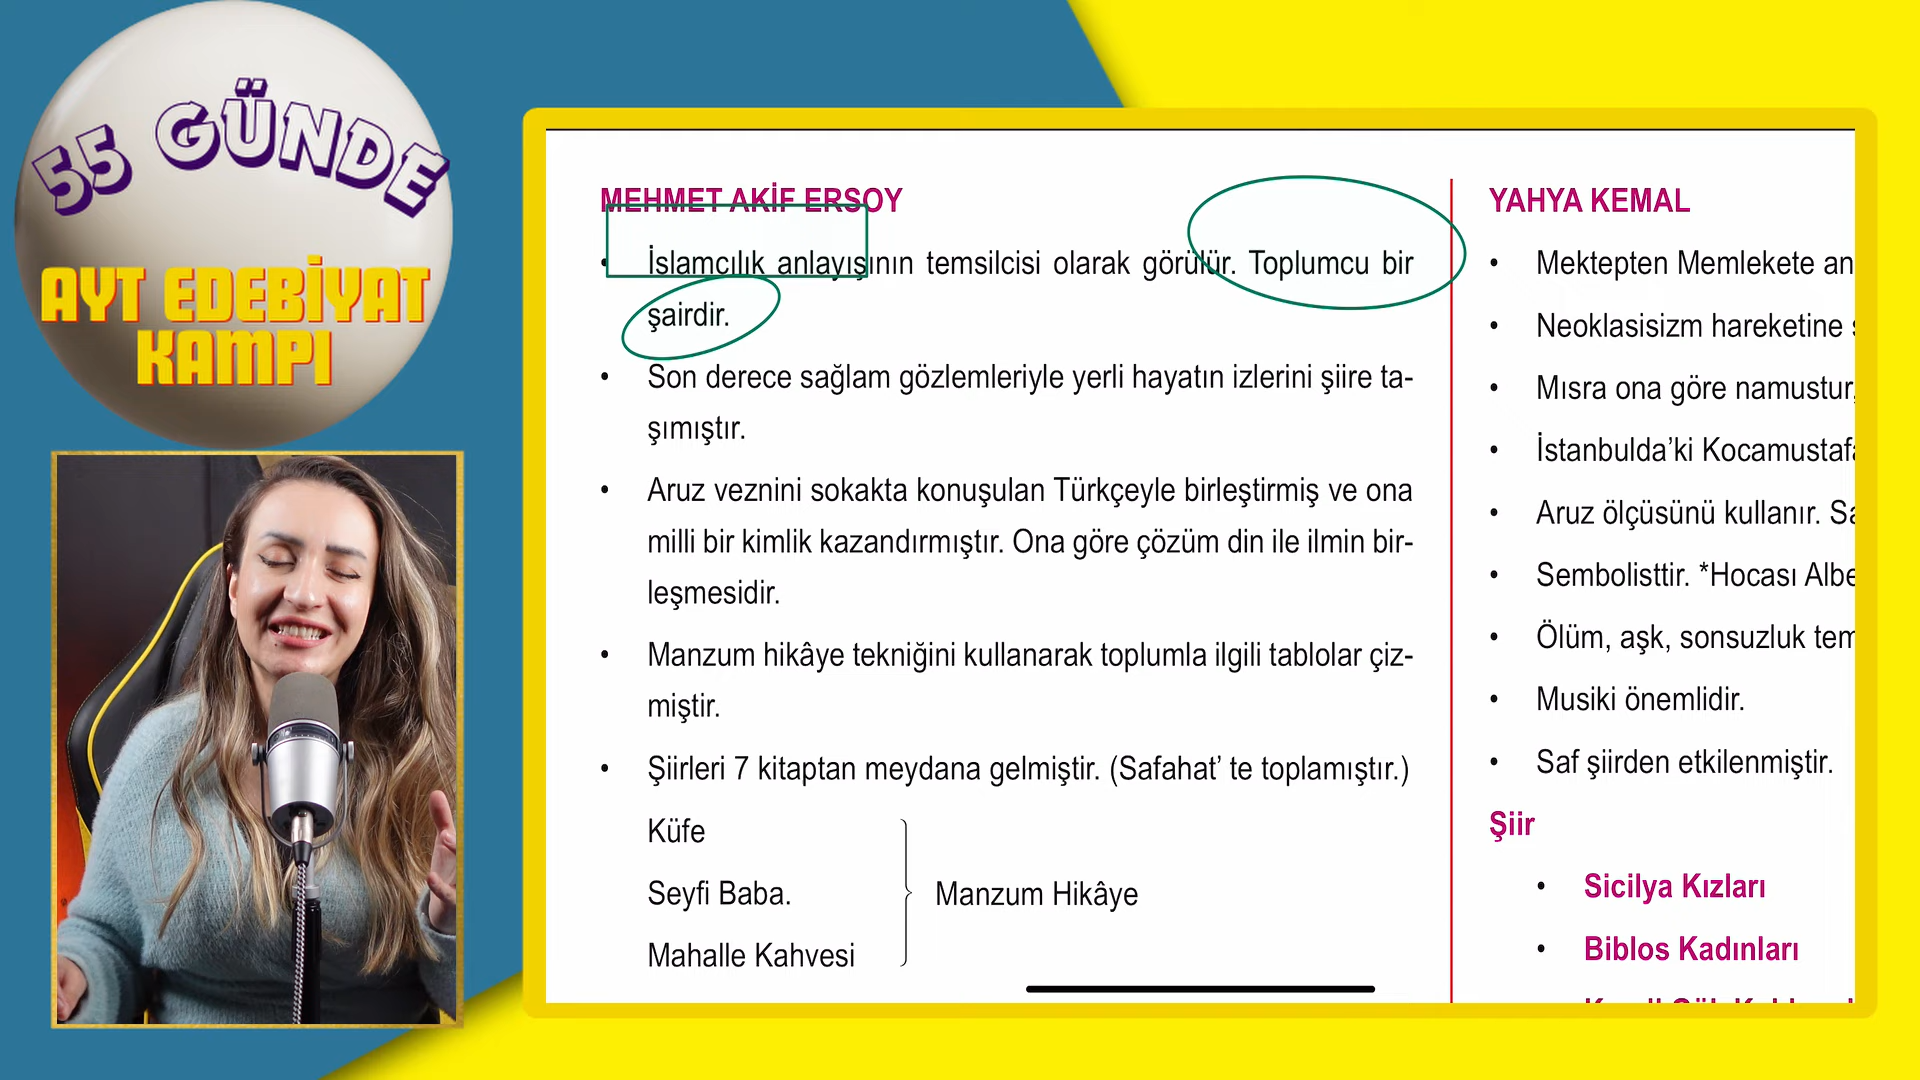 55 GÜNDE
AYT EDEBİYAT
KAMPI
MEHMET AKİF ERSOY
• İslamcılık anlayışının temsilcisi olarak görülür. Toplumcu bir
şairdir.
• Son derece sağlam gözlemleriyle yerli hayatın izlerini şiire ta-
şımıştır.
• Aruz veznini sokakta konuşulan Türkçeyle birleştirmiş ve ona
milli bir kimlik kazandırmıştır. Ona göre çözüm din ile ilmin bir-
leşmesidir.
• Manzum hikâye tekniğini kullanarak toplumla ilgili tablolar çiz-
miştir.
• Şiirleri 7 kitaptan meydana gelmiştir. (Safahat' te toplamıştır.)
Küfe
Seyfi Baba.
Mahalle Kahvesi
Manzum Hikâye
YAHYA KEMAL
• Mektepten Memlekete an
• Neoklasisizm hareketine
• Mısra ona göre namustur,
• İstanbulda'ki Kocamustafa
• Aruz ölçüsünü kullanır. Sa
• Sembolisttir. *Hocası Albe
• Ölüm, aşk, sonsuzluk tem
• Musiki önemlidir.
• Saf şiirden etkilenmiştir.
Şiir
• Sicilya Kızları
• Biblos Kadınları